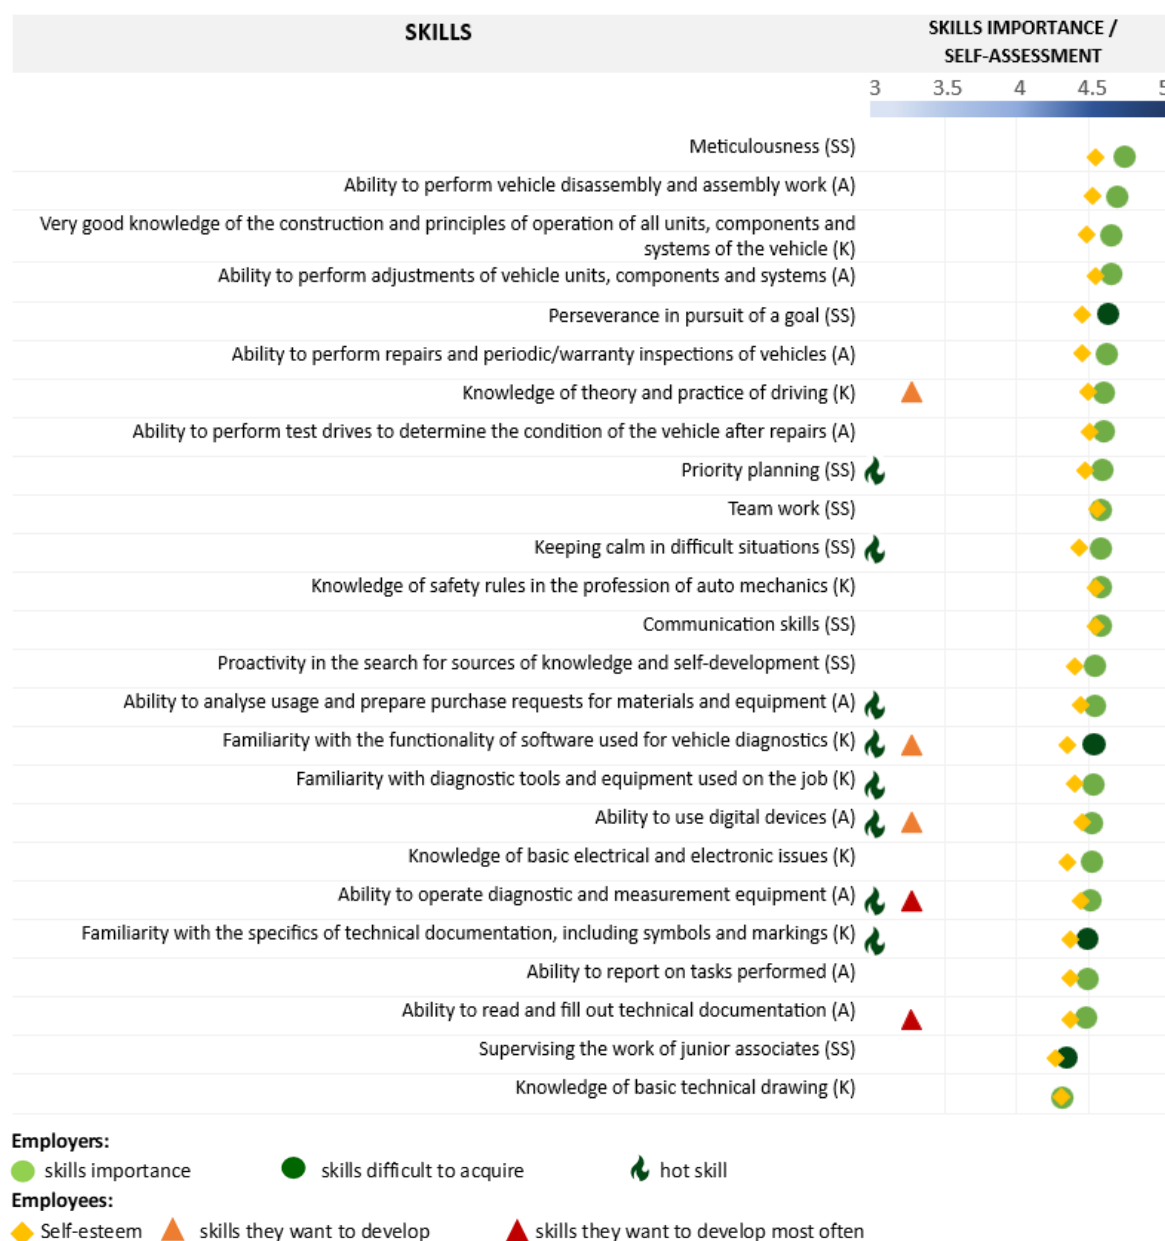 SKILLS
SKILLS IMPORTANCE /
SELF-ASSESSMENT
3 3.5 4 4.5 5
Meticulousness (SS)
Ability to perform vehicle disassembly and assembly work (A)
Very good knowledge of the construction and principles of operation of all units, components and
systems of the vehicle (K)
Ability to perform adjustments of vehicle units, components and systems (A)
Perseverance in pursuit of a goal (SS)
Ability to perform repairs and periodic/warranty inspections of vehicles (A)
Knowledge of theory and practice of driving (K)
Ability to perform test drives to determine the condition of the vehicle after repairs (A)
Priority planning (SS)
Team work (SS)
Keeping calm in difficult situations (SS)
Knowledge of safety rules in the profession of auto mechanics (K)
Communication skills (SS)
Proactivity in the search for sources of knowledge and self-development (SS)
Ability to analyse usage and prepare purchase requests for materials and equipment (A)
Familiarity with the functionality of software used for vehicle diagnostics (K)
Familiarity with diagnostic tools and equipment used on the job (K)
Ability to use digital devices (A)
Knowledge of basic electrical and electronic issues (K)
Ability to operate diagnostic and measurement equipment (A)
Familiarity with the specifics of technical documentation, including symbols and markings (K)
Ability to report on tasks performed (A)
Ability to read and fill out technical documentation (A)
Supervising the work of junior associates (SS)
Knowledge of basic technical drawing (K)
Employers:
skills importance skills difficult to acquire hot skill
Employees:
Self-esteem skills they want to develop skills they want to develop most often